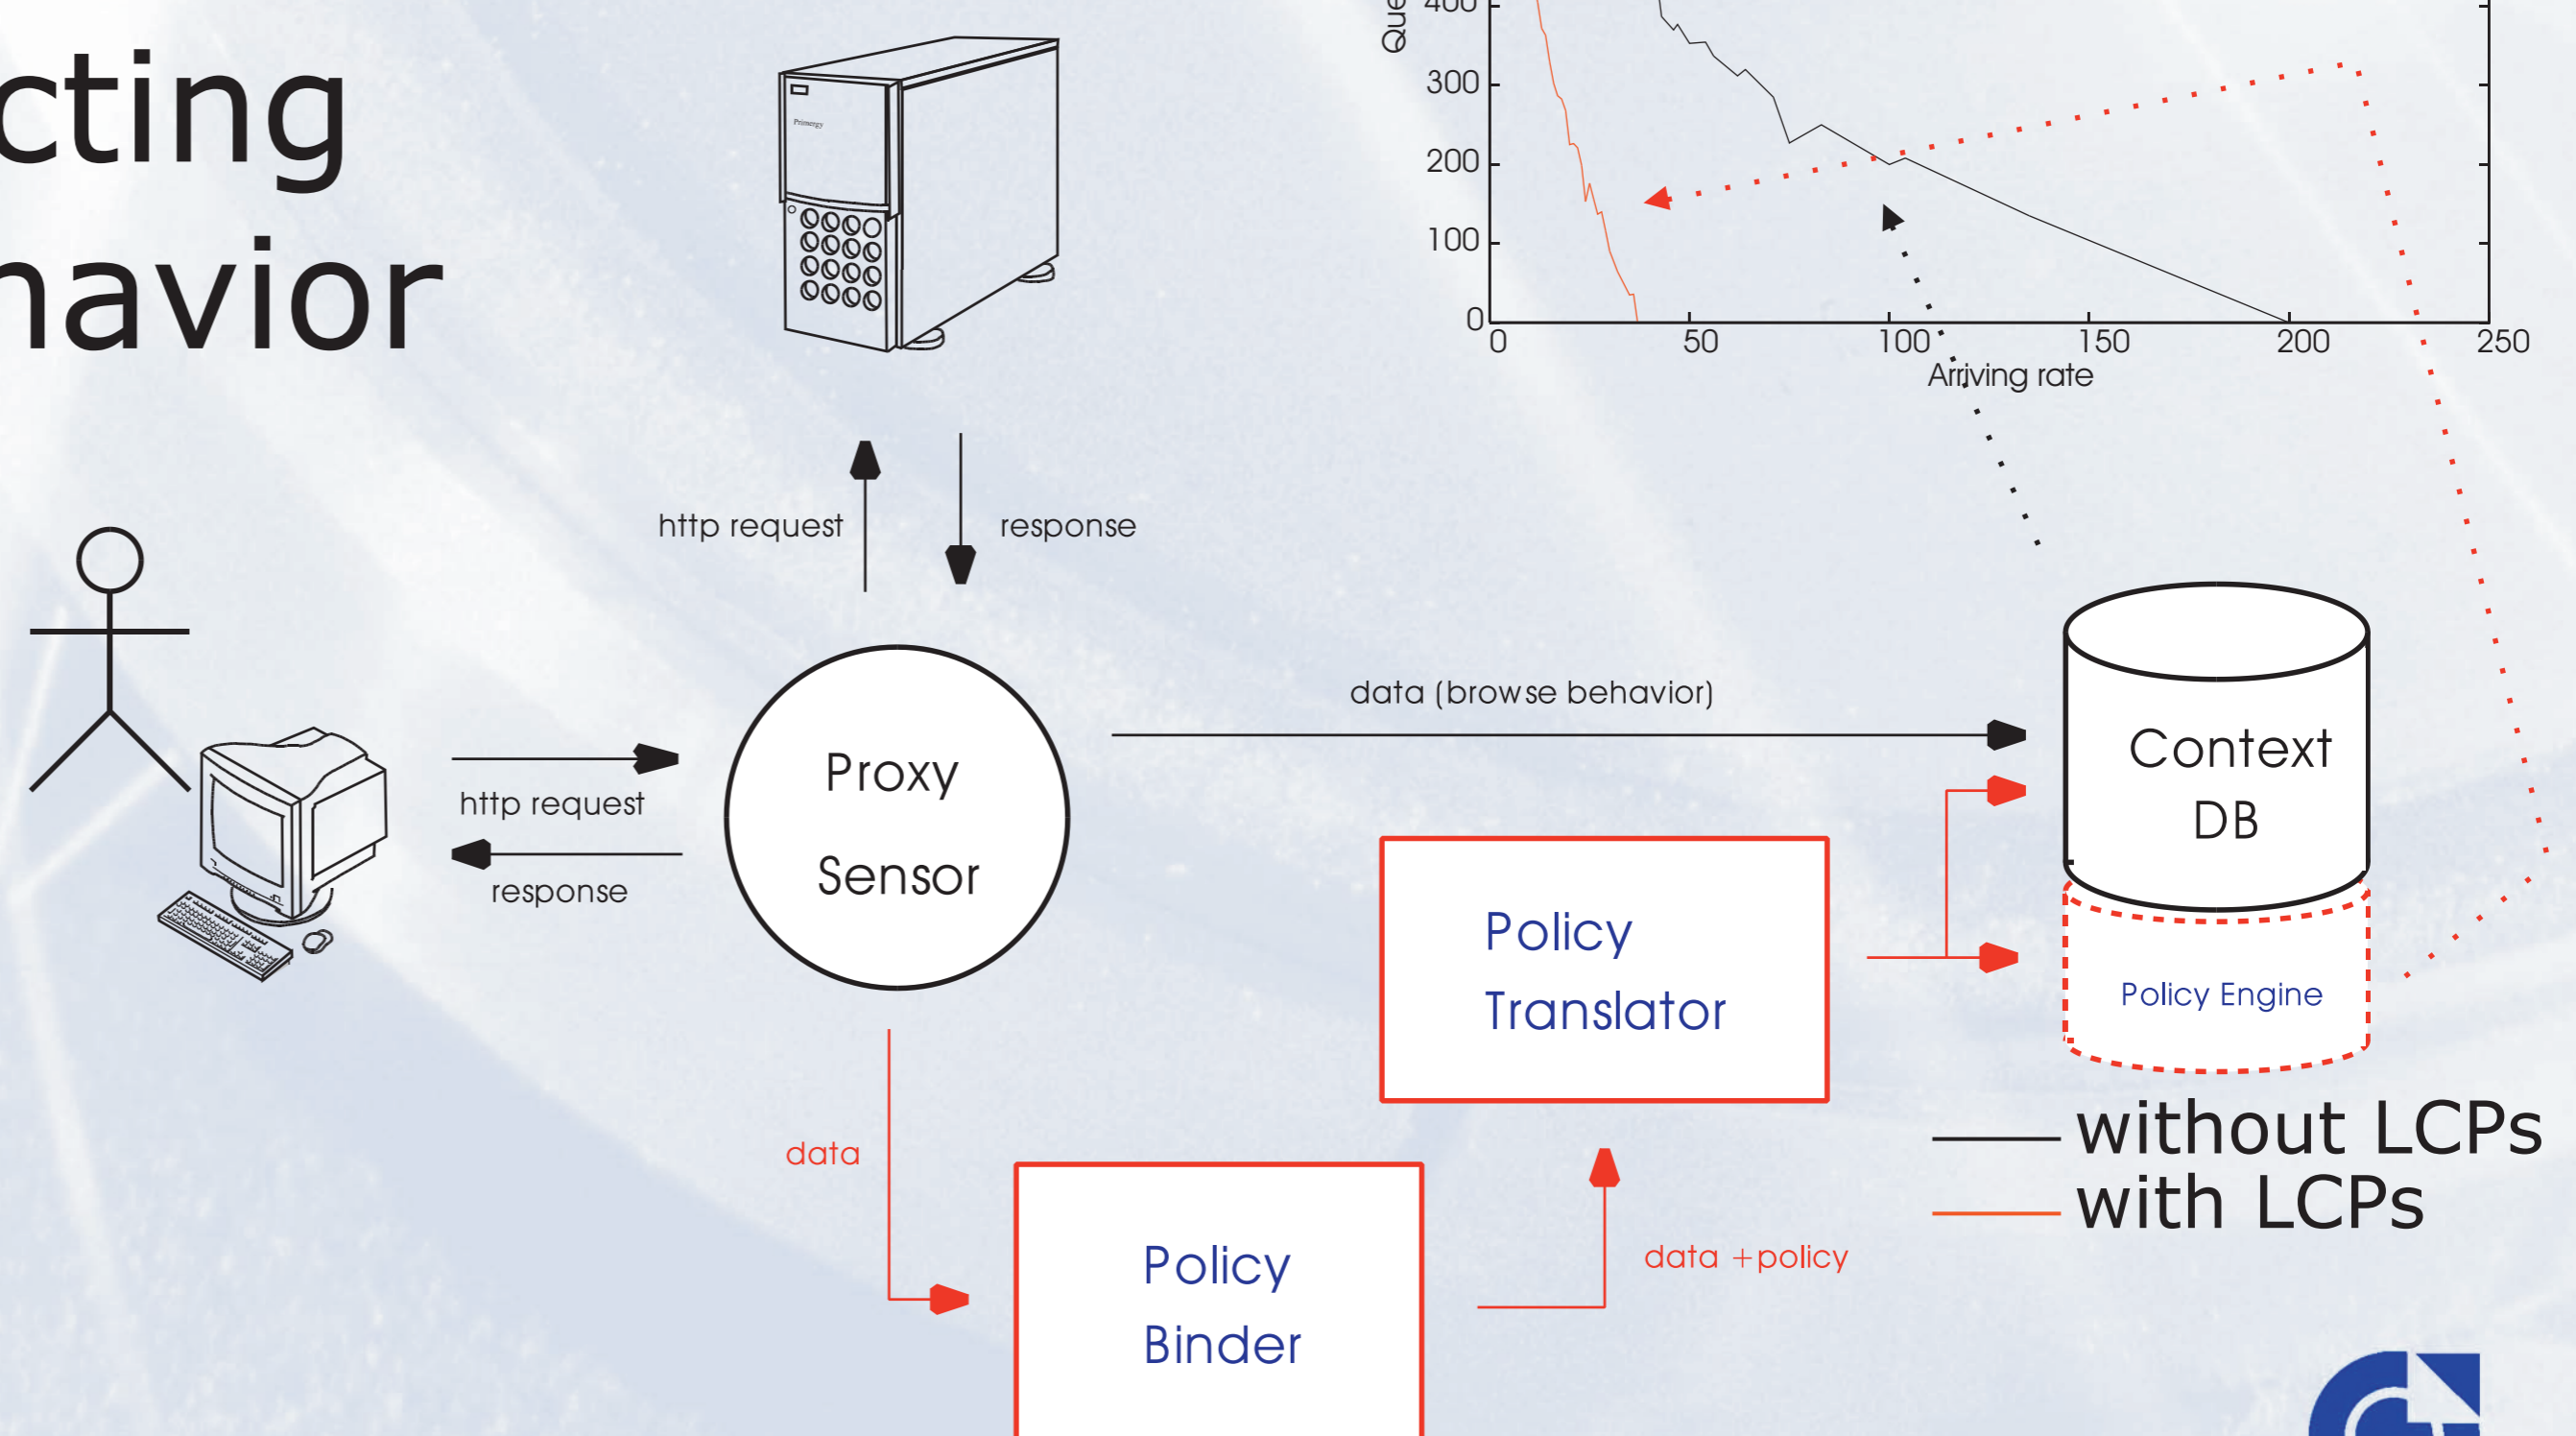 cting
havior
Primergy
Que
400
300
200
100
0
0 50 100 150 200 250
Arriving rate
http request
response
http request
response
Proxy
Sensor
data (browse behavior)
Context
DB
Policy
Translator
Policy Engine
without LCPs
with LCPs
data
data +policy
Policy
Binder